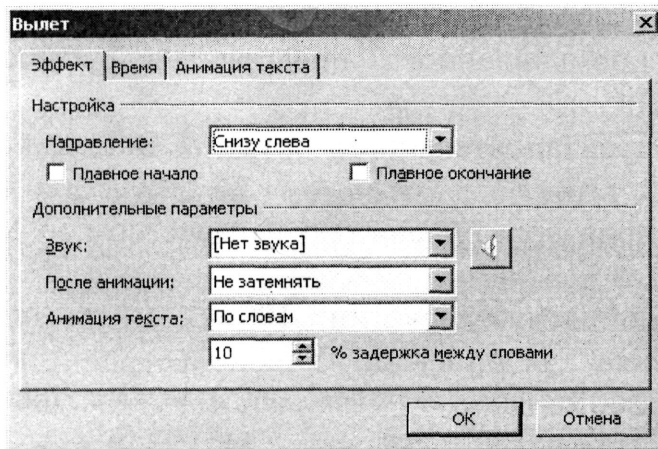 Вылет
Эффект Время Анимация текста
Настройка
Направление: Снизу слева
Плавное начало Плавное окончание
Дополнительные параметры
Звук: [Нет звука]
После анимации: Не затемнять
Анимация текста: По словам
10 % задержка между словами
ОК Отмена